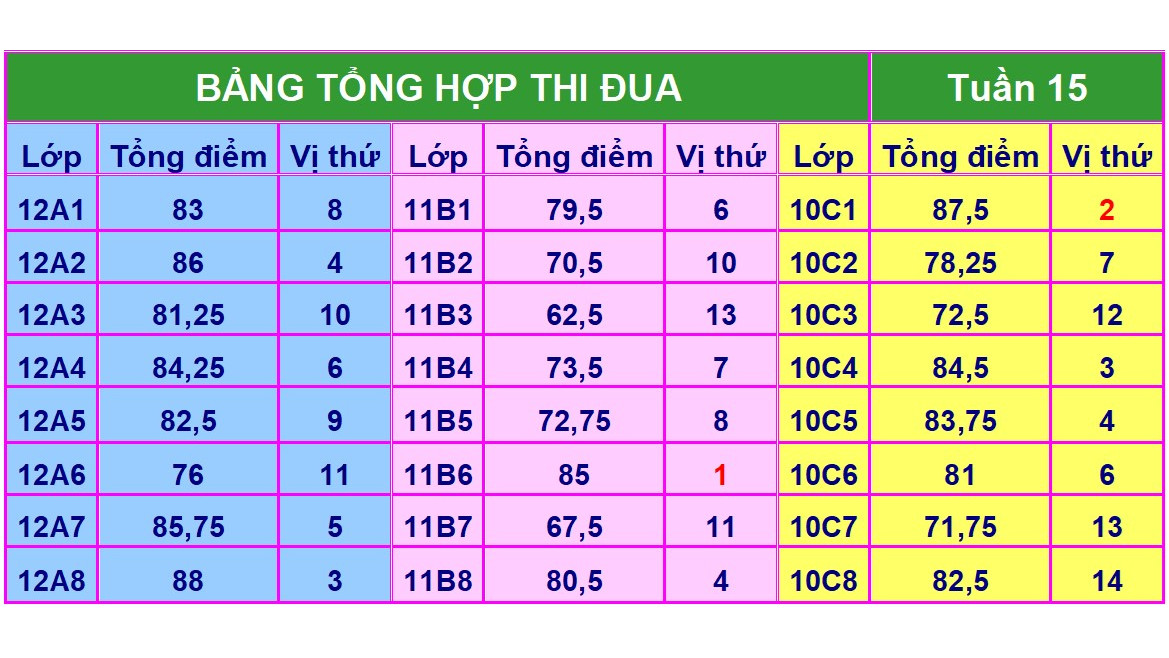 BẢNG TỔNG HỢP THI ĐUA Tuần 15
Lớp Tổng điểm Vị thứ Lớp Tổng điểm Vị thứ Lớp Tổng điểm Vị thứ
12A1 83 8 11B1 79,5 6 10C1 87,5 2
12A2 86 4 11B2 70,5 10 10C2 78,25 7
12A3 81,25 10 11B3 62,5 13 10C3 72,5 12
12A4 84,25 6 11B4 73,5 7 10C4 84,5 3
12A5 82,5 9 11B5 72,75 8 10C5 83,75 4
12A6 76 11 11B6 85 1 10C6 81 6
12A7 85,75 5 11B7 67,5 11 10C7 71,75 13
12A8 88 3 11B8 80,5 4 10C8 82,5 14